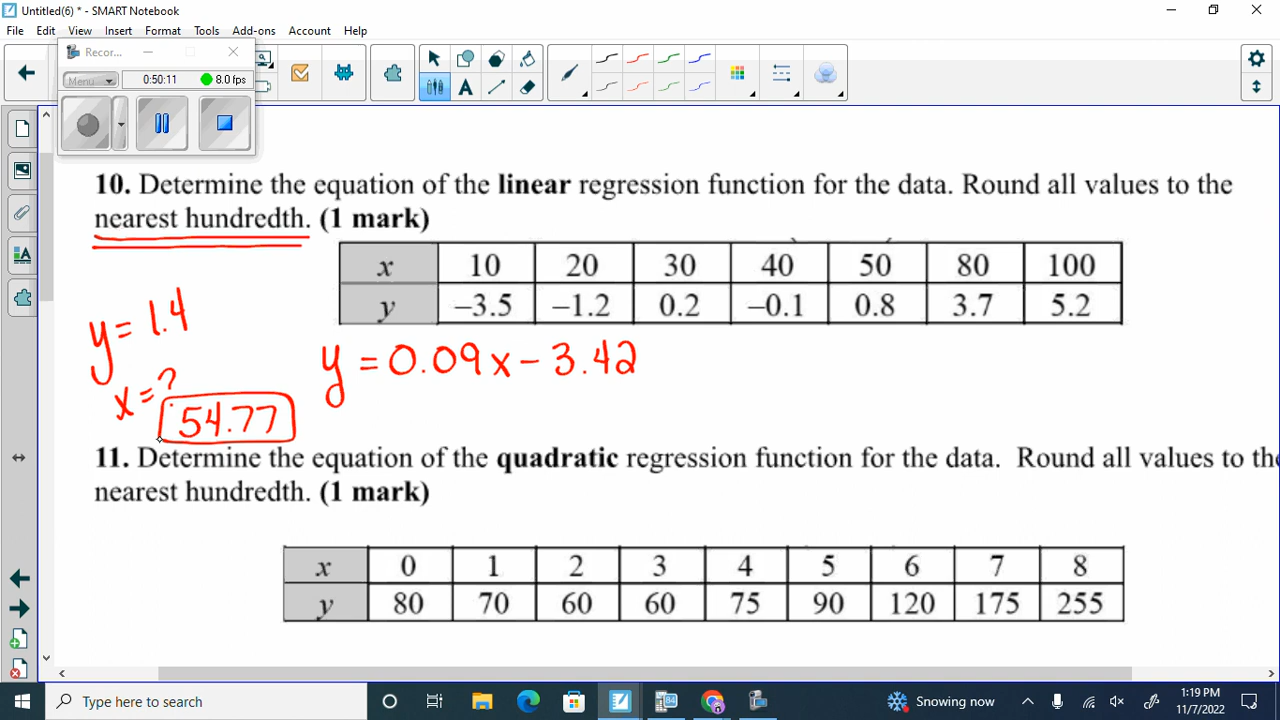 Untitled(6) * - SMART Notebook
File Edit View Insert Format Tools Add-ons Account Help
Recor...
Menu 0:50:11 8.0 fps
10. Determine the equation of the linear regression function for the data. Round all values to the
nearest hundredth. (1 mark)
x 10 20 30 40 50 80 100
y –3.5 –1.2 0.2 –0.1 0.8 3.7 5.2
y = 1.4
y = 0.09x - 3.42
x = ?
54.77
11. Determine the equation of the quadratic regression function for the data. Round all values to the
nearest hundredth. (1 mark)
x 0 1 2 3 4 5 6 7 8
y 80 70 60 60 75 90 120 175 255
Type here to search
Snowing now
1:19 PM
11/7/2022